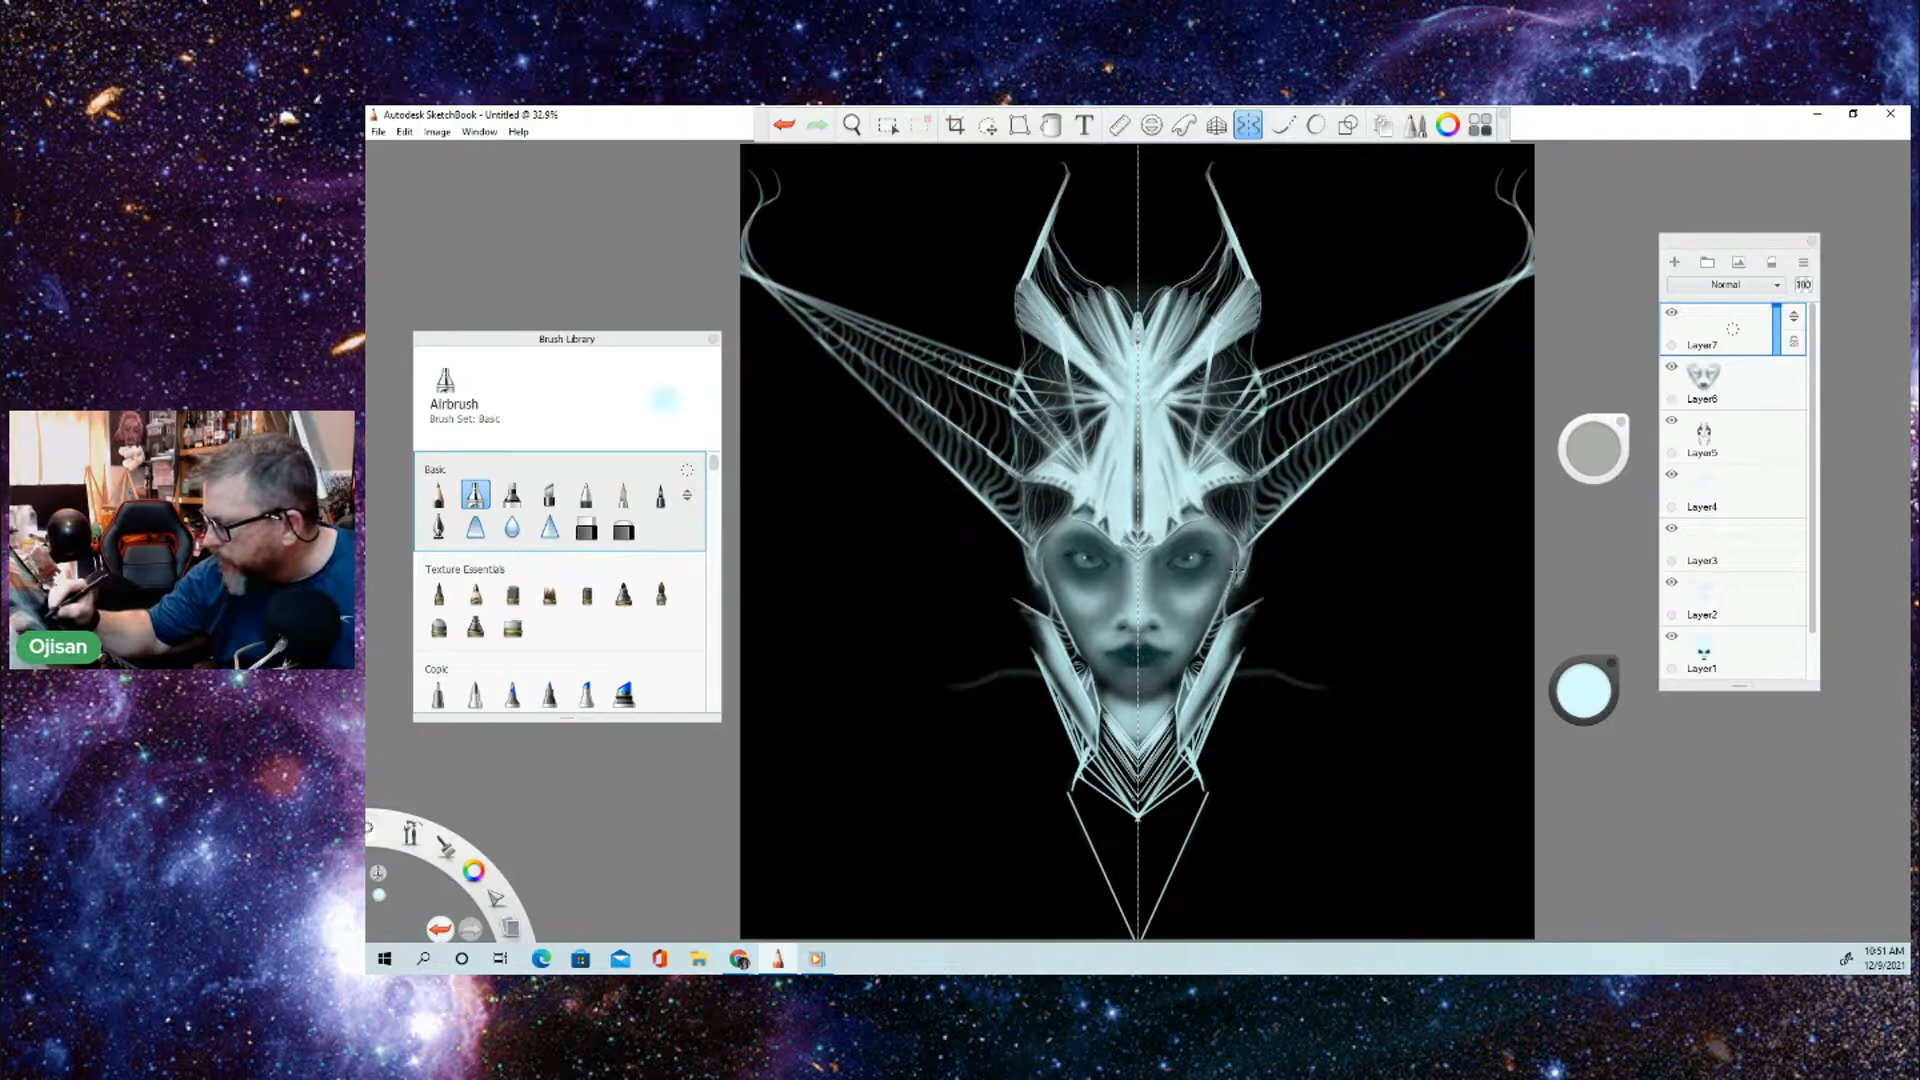 Autodesk SketchBook - Untitled @ 32.9%
File Edit Image Window Help
T
Brush Library
Airbrush
Brush Set: Basic
Basic
Texture Essentials
Copic
Normal
100
Layer7
Layer6
Layer5
Layer4
Layer3
Layer2
Layer1
Ojisan
10:51 AM
12/9/2021